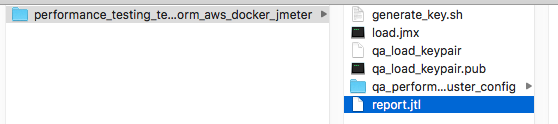 performance_testing_te...orm_aws_docker_jmeter
generate_key.sh
load.jmx
qa_load_keypair
qa_load_keypair.pub
qa_perform...uster_config
report.jtl